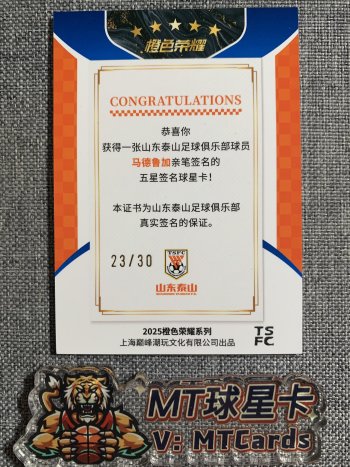 橙色荣耀
CONGRATULATIONS
恭喜你
获得一张山东泰山足球俱乐部球员
马德鲁加亲笔签名的
五星签名球星卡!
本证书为山东泰山足球俱乐部
真实签名的保证。
23/30
TSFC
山东泰山
2025橙色荣耀系列
上海巅峰潮玩文化有限公司出品
TS
FC
MT球星卡
V: MTCards